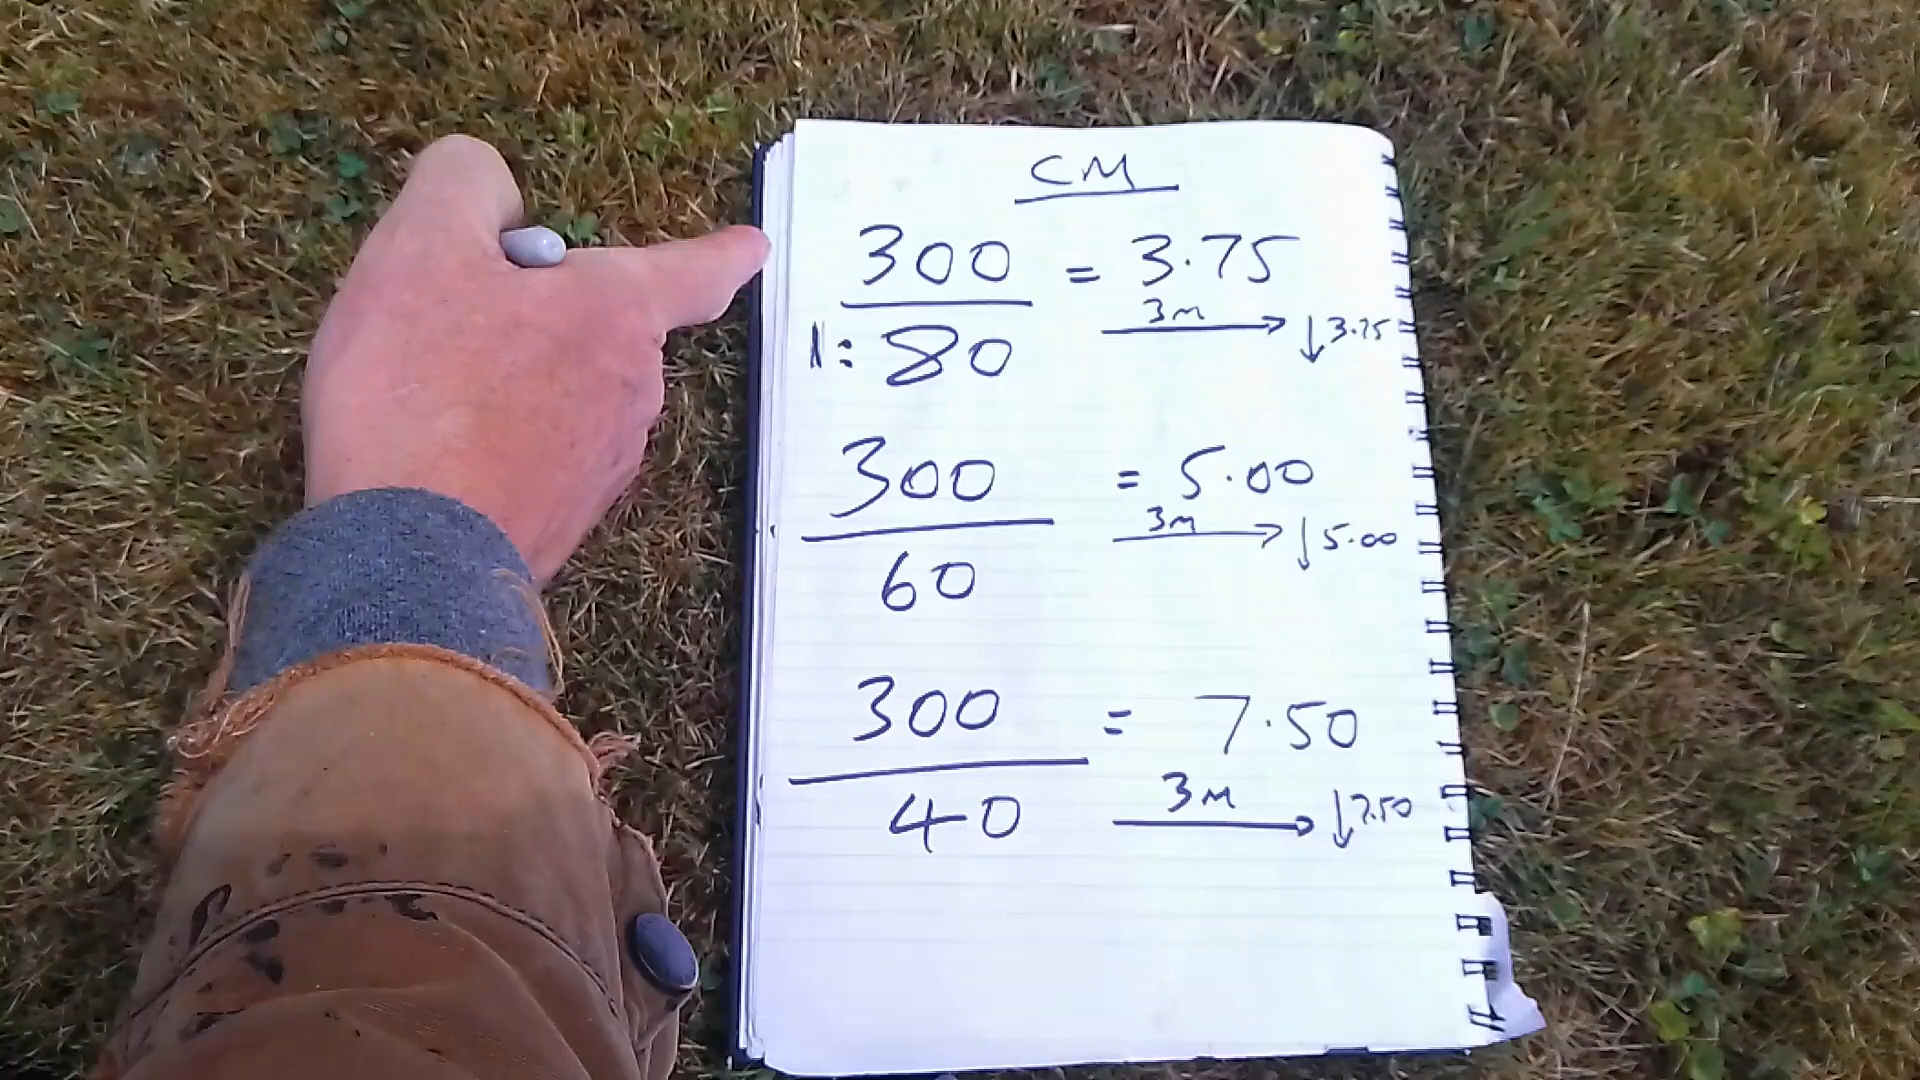 CM
300 = 3.75
3m 3.75
1:80
300 = 5.00
3m 5.00
60
300 = 7.50
3m 7.50
40